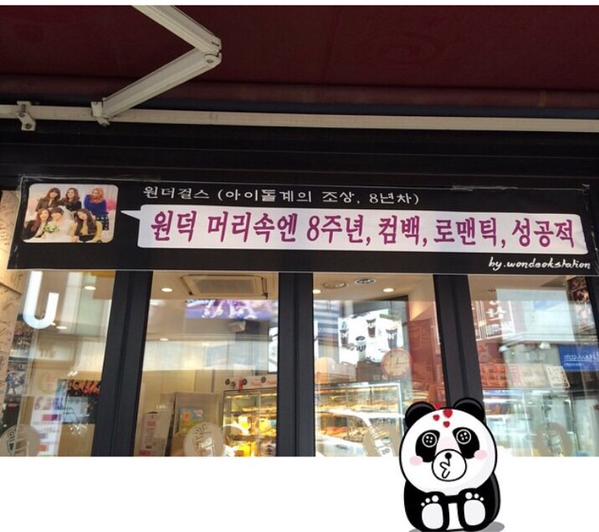 원더걸스 (아이돌계의 조상, 8년차)
원덕 머리속엔 8주년, 컴백, 로맨틱, 성공적
by.wondeokstation
U